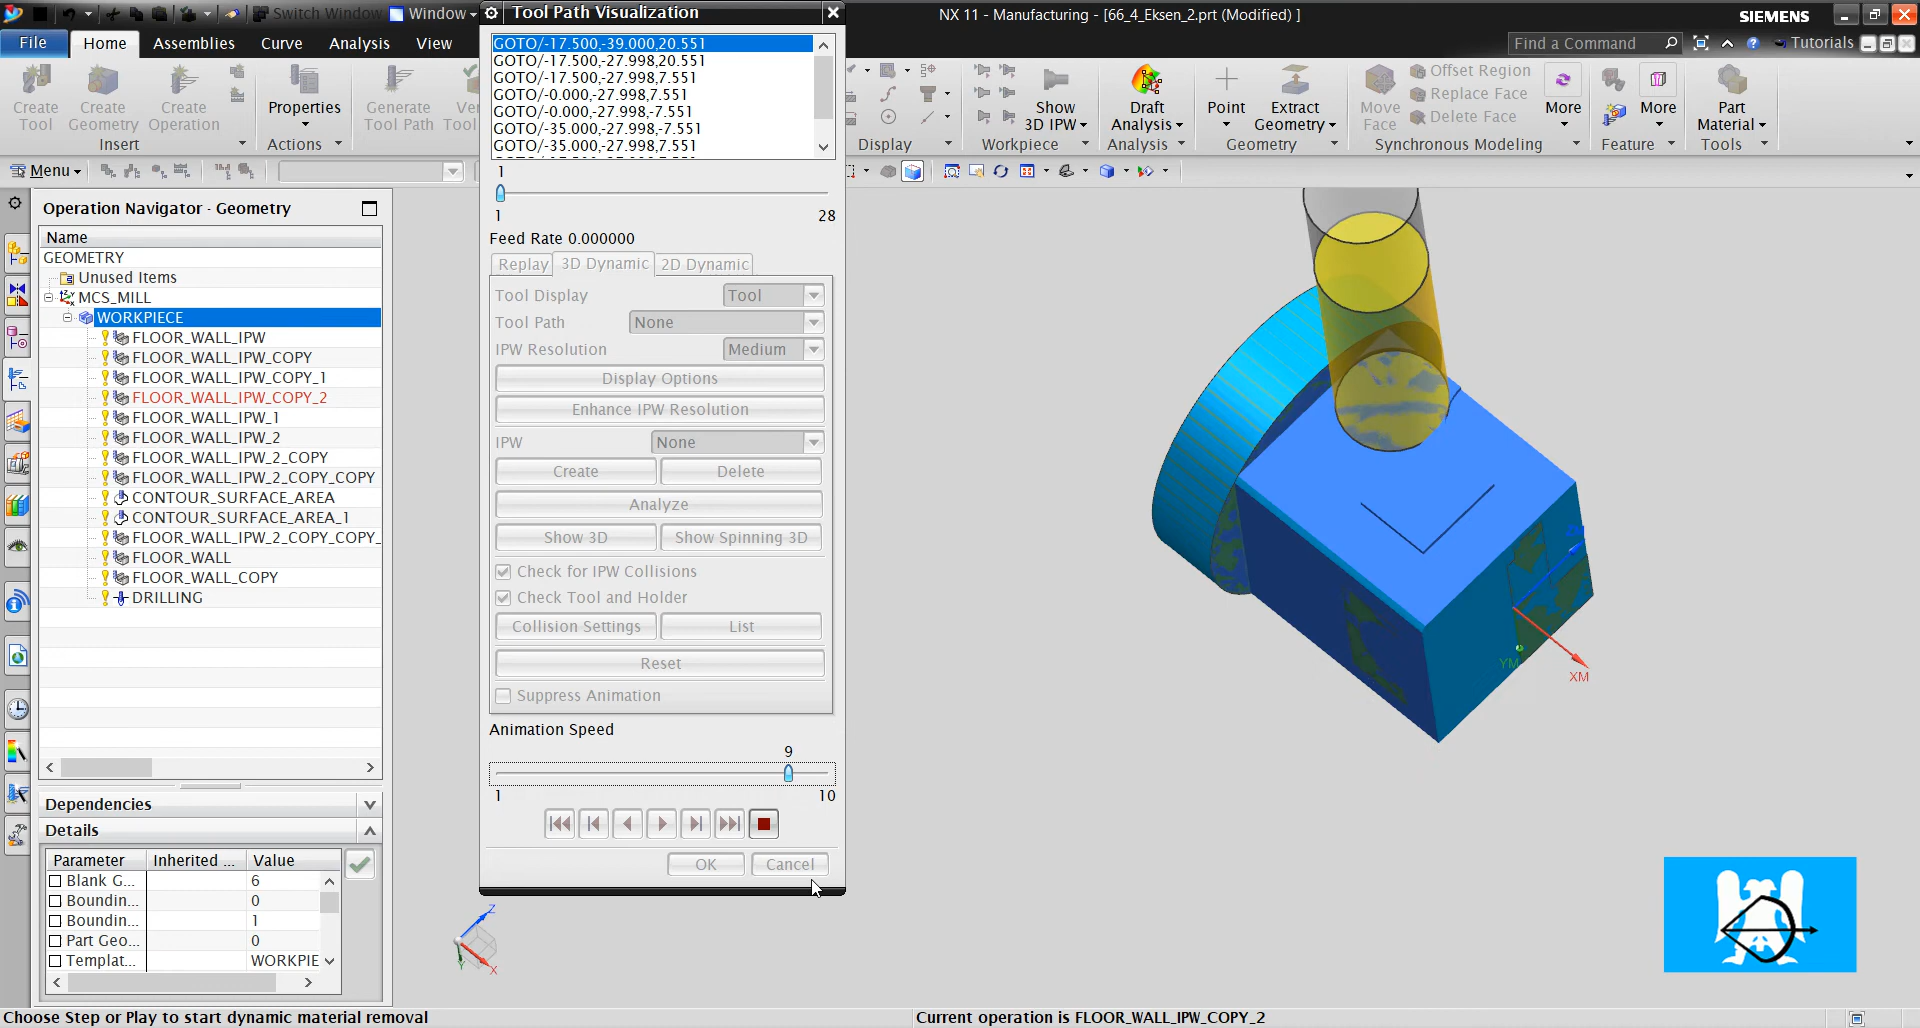 Switch Window
Window
Tool Path Visualization
NX 11 - Manufacturing - [66_4_Eksen_2.prt (Modified) ]
SIEMENS
File
Home
Assemblies
Curve
Analysis
View
Find a Command
Tutorials
Create Tool
Create Geometry
Create Operation
Properties
Generate Tool Path
Insert
Actions
Show 3D IPW
Draft Analysis
Point
Extract Geometry
Move Face
Offset Region
Replace Face
Delete Face
More
More
Part Material
Display
Workpiece
Analysis
Geometry
Synchronous Modeling
Feature
Tools
Menu
Operation Navigator - Geometry
Name
GEOMETRY
Unused Items
MCS_MILL
WORKPIECE
FLOOR_WALL_IPW
FLOOR_WALL_IPW_COPY
FLOOR_WALL_IPW_COPY_1
FLOOR_WALL_IPW_COPY_2
FLOOR_WALL_IPW_1
FLOOR_WALL_IPW_2
FLOOR_WALL_IPW_2_COPY
FLOOR_WALL_IPW_2_COPY_COPY
CONTOUR_SURFACE_AREA
CONTOUR_SURFACE_AREA_1
FLOOR_WALL_IPW_2_COPY_COPY_
FLOOR_WALL
FLOOR_WALL_COPY
DRILLING
Dependencies
Details
Parameter Inherited ... Value
Blank G... 6
Boundin... 0
Boundin... 1
Part Geo... 0
Templat... WORKPIE
GOTO/-17.500,-39.000,20.551
GOTO/-17.500,-27.998,20.551
GOTO/-17.500,-27.998,7.551
GOTO/-0.000,-27.998,7.551
GOTO/-0.000,-27.998,-7.551
GOTO/-35.000,-27.998,-7.551
GOTO/-35.000,-27.998,7.551
1
1 28
Feed Rate 0.000000
Replay 3D Dynamic 2D Dynamic
Tool Display Tool
Tool Path None
IPW Resolution Medium
Display Options
Enhance IPW Resolution
IPW None
Create Delete
Analyze
Show 3D Show Spinning 3D
Check for IPW Collisions
Check Tool and Holder
Collision Settings List
Reset
Suppress Animation
Animation Speed
9
1 10
OK Cancel
YM
XM
Z
Y
X
Choose Step or Play to start dynamic material removal
Current operation is FLOOR_WALL_IPW_COPY_2